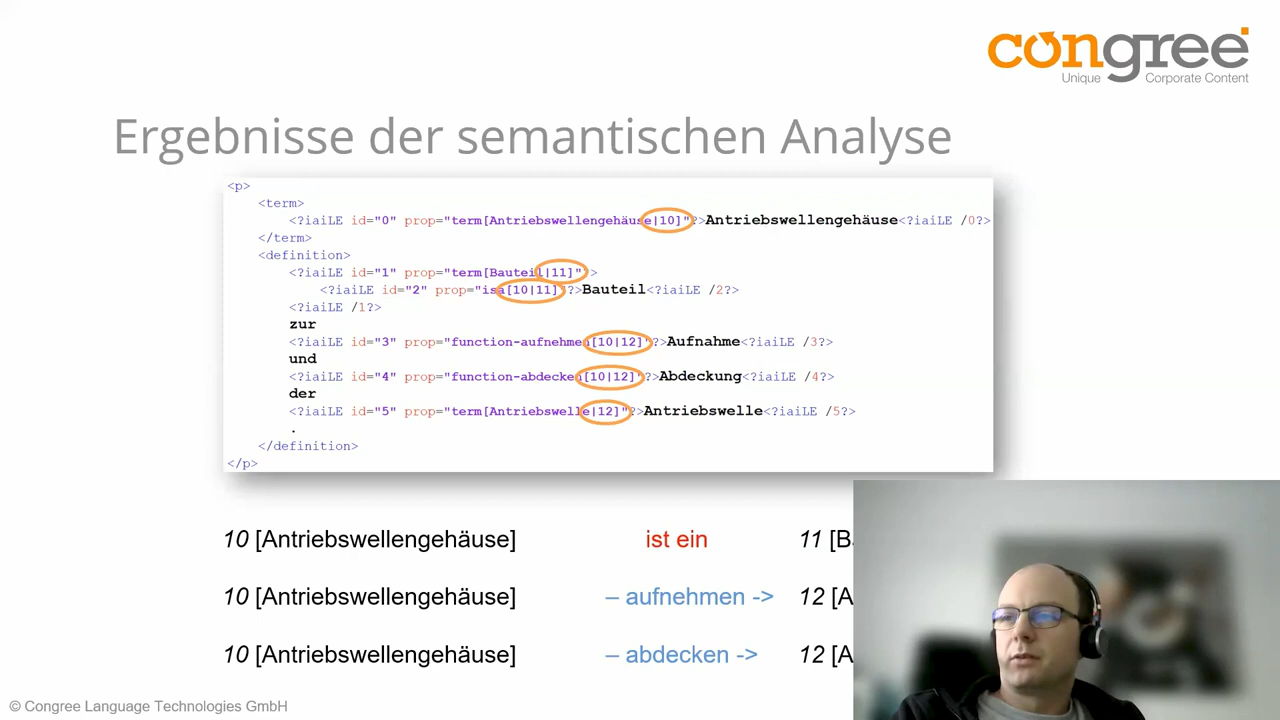 congree
Unique Corporate Content
Ergebnisse der semantischen Analyse
<p>
<term>
<?iaiLE id="0" prop="term[Antriebswellengehäuse|10]"?>Antriebswellengehäuse<?iaiLE /0?>
</term>
<definition>
<?iaiLE id="1" prop="term[Bauteil|11]"?>
<?iaiLE id="2" prop="isa[10|11]"?>Bauteil<?iaiLE /2?>
<?iaiLE /1?>
zur
<?iaiLE id="3" prop="function-aufnehmen[10|12]"?>Aufnahme<?iaiLE /3?>
und
<?iaiLE id="4" prop="function-abdecken[10|12]"?>Abdeckung<?iaiLE /4?>
der
<?iaiLE id="5" prop="term[Antriebswelle|12]"?>Antriebswelle<?iaiLE /5?>
.
</definition>
</p>
10 [Antriebswellengehäuse] ist ein 11 [B
10 [Antriebswellengehäuse] – aufnehmen -> 12 [A
10 [Antriebswellengehäuse] – abdecken -> 12 [A
© Congree Language Technologies GmbH